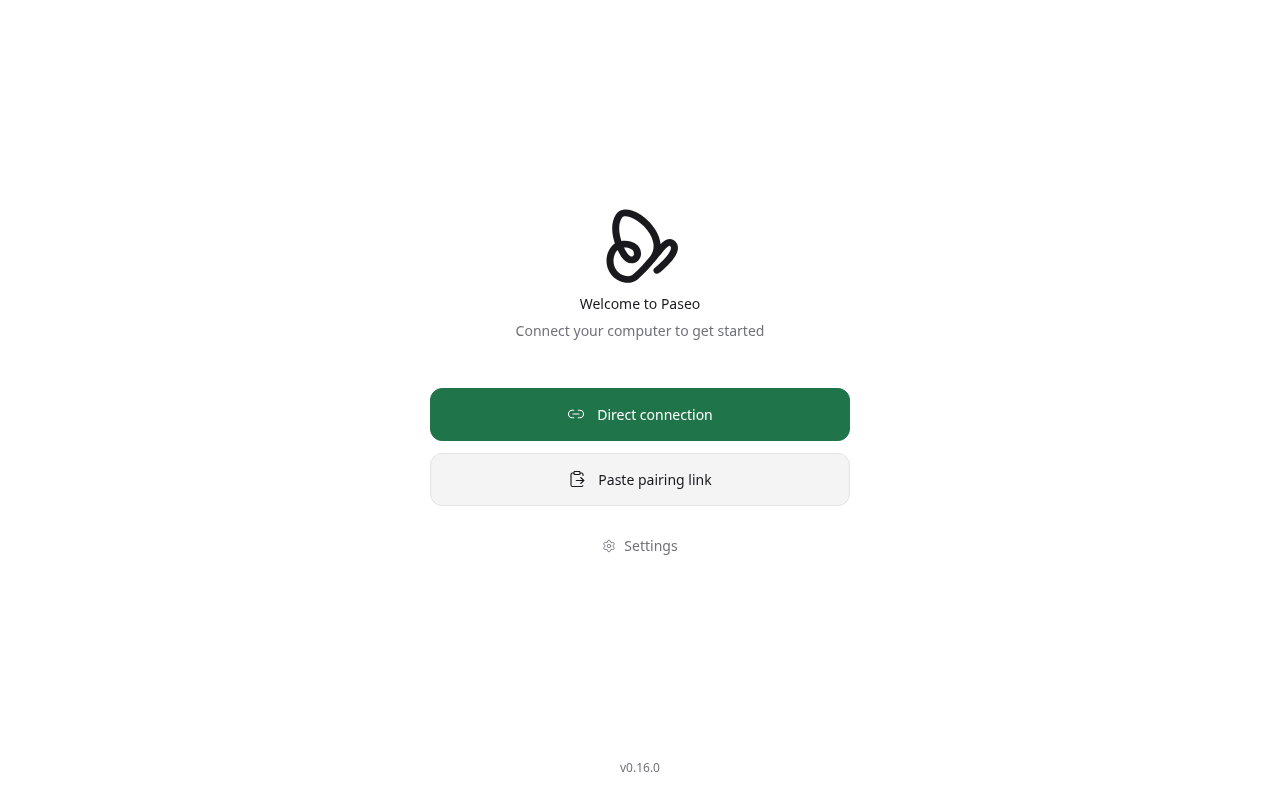 Welcome to Paseo
Connect your computer to get started
Direct connection
Paste pairing link
Settings
v0.16.0